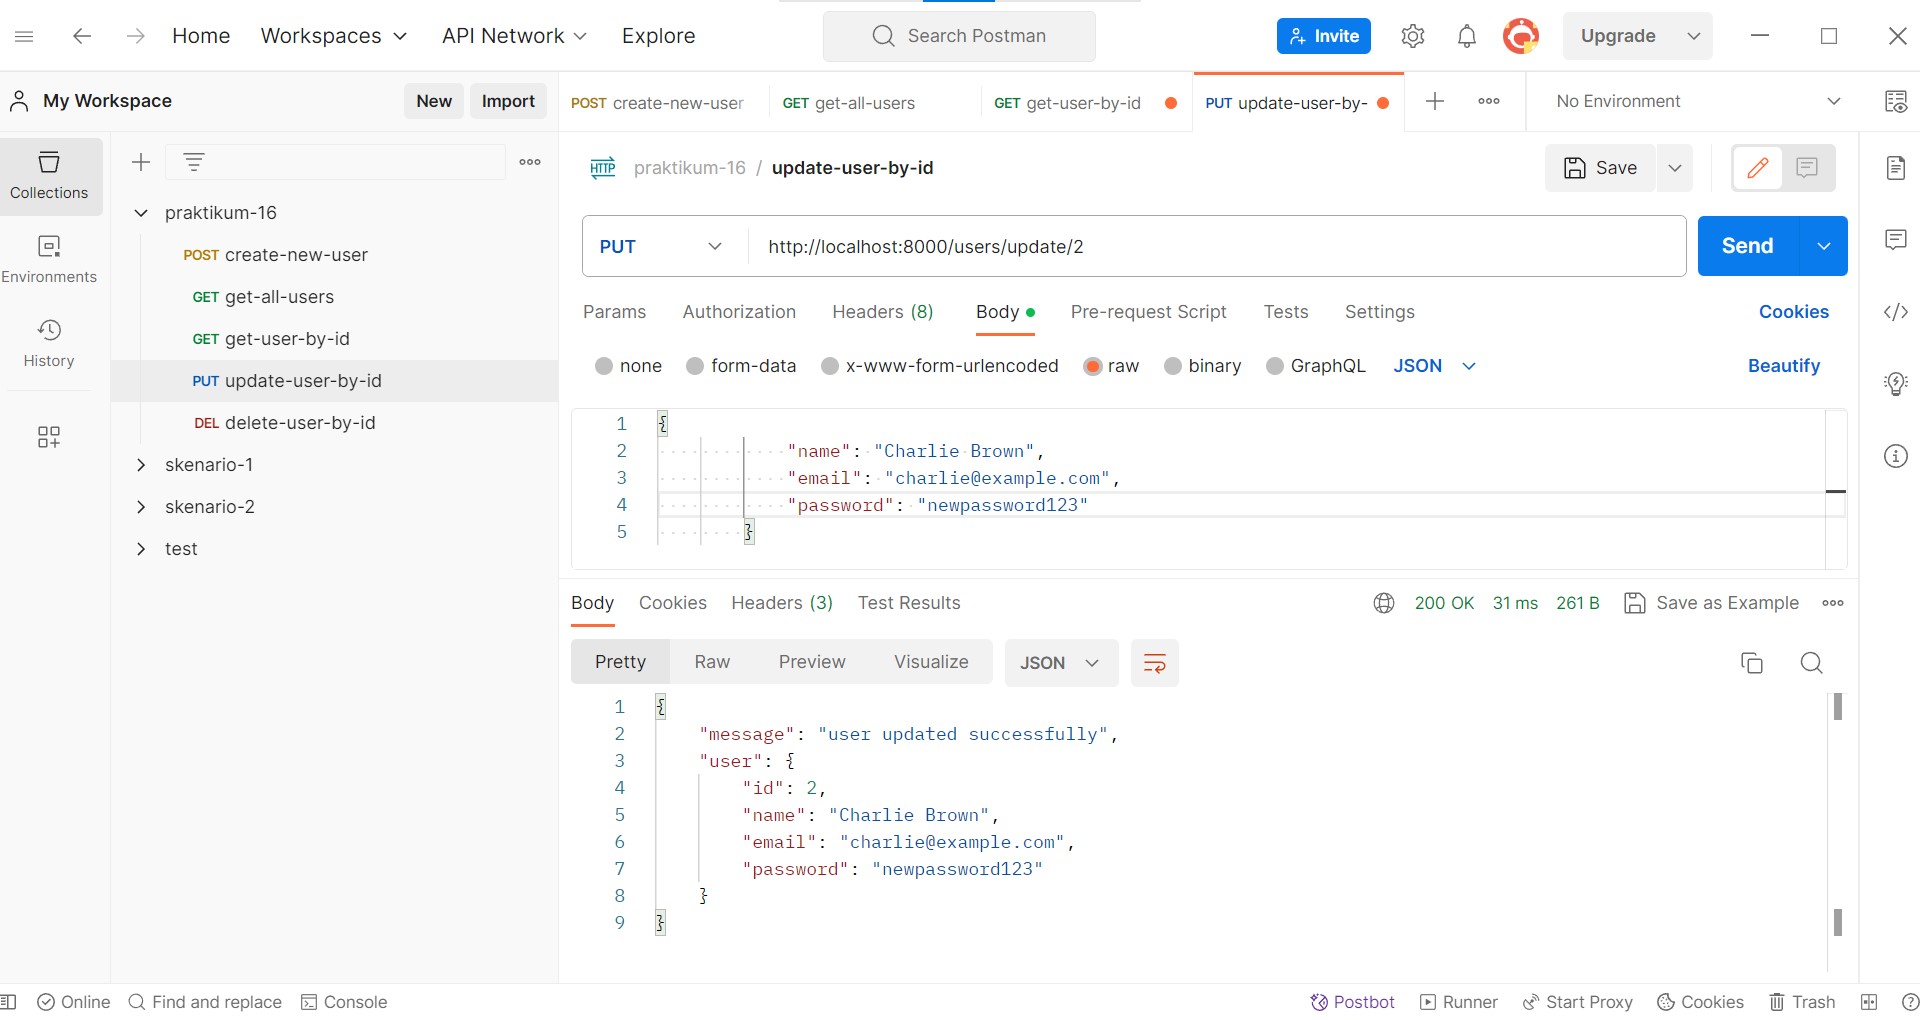 Home Workspaces API Network Explore Search Postman Invite Upgrade
My Workspace New Import POST create-new-user GET get-all-users GET get-user-by-id PUT update-user-by- No Environment
Collections
Environments
History
praktikum-16
POST create-new-user
GET get-all-users
GET get-user-by-id
PUT update-user-by-id
DEL delete-user-by-id
skenario-1
skenario-2
test
HTTP praktikum-16 / update-user-by-id Save
PUT http://localhost:8000/users/update/2 Send
Params Authorization Headers (8) Body Pre-request Script Tests Settings Cookies
none form-data x-www-form-urlencoded raw binary GraphQL JSON Beautify
1 {
2 "name": "Charlie Brown",
3 "email": "charlie@example.com",
4 "password": "newpassword123"
5 }
Body Cookies Headers (3) Test Results 200 OK 31 ms 261 B Save as Example
Pretty Raw Preview Visualize JSON
1 {
2 "message": "user updated successfully",
3 "user": {
4 "id": 2,
5 "name": "Charlie Brown",
6 "email": "charlie@example.com",
7 "password": "newpassword123"
8 }
9 }
Online Find and replace Console Postbot Runner Start Proxy Cookies Trash